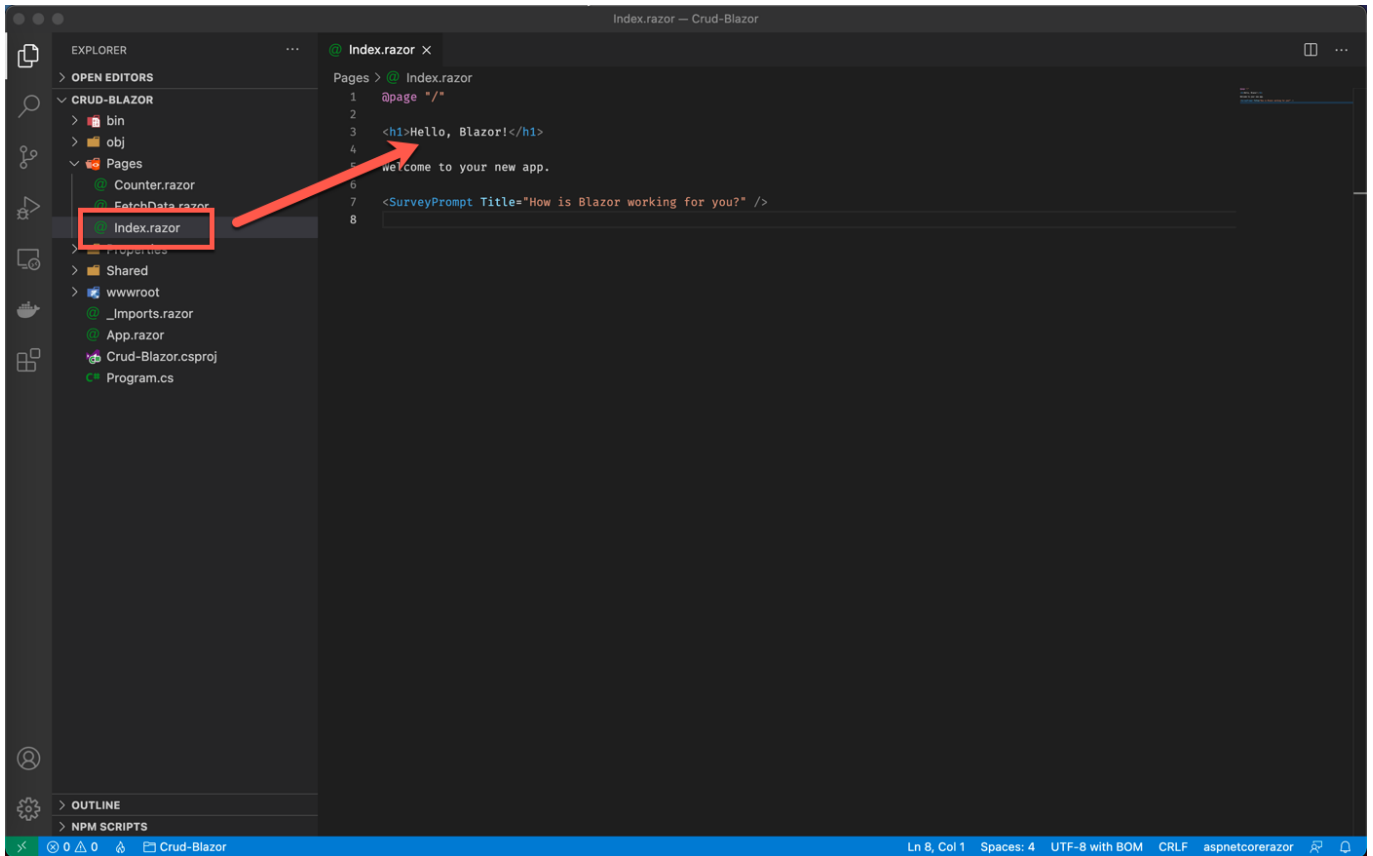 Index.razor — Crud-Blazor
EXPLORER
OPEN EDITORS
CRUD-BLAZOR
bin
obj
Pages
Counter.razor
FetchData.razor
Index.razor
Properties
Shared
wwwroot
_Imports.razor
App.razor
Crud-Blazor.csproj
C# Program.cs
OUTLINE
NPM SCRIPTS
@ Index.razor
Pages > @ Index.razor
1 @page "/"
2
3 <h1>Hello, Blazor!</h1>
4
5 Welcome to your new app.
6
7 <SurveyPrompt Title="How is Blazor working for you?" />
8
0 0 Crud-Blazor Ln 8, Col 1 Spaces: 4 UTF-8 with BOM CRLF aspnetcorerazor